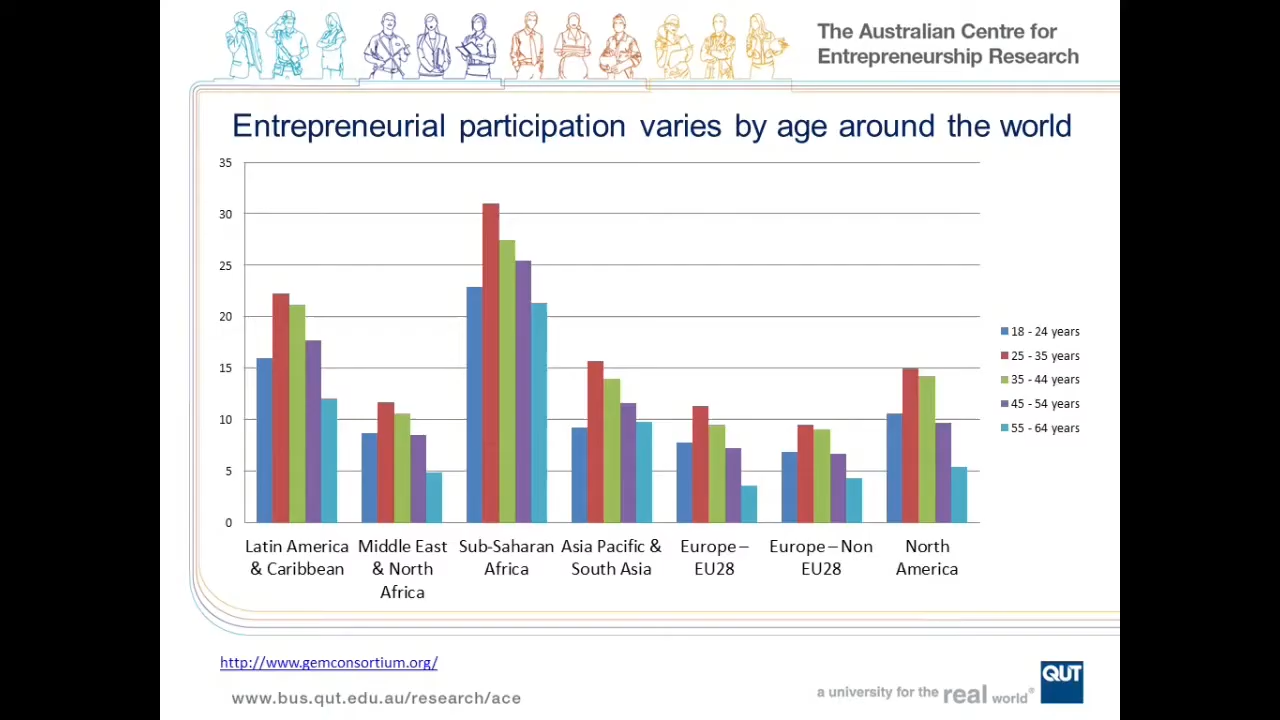 The Australian Centre for
Entrepreneurship Research
Entrepreneurial participation varies by age around the world
35
30
25
20
15
10
5
0
18 - 24 years
25 - 35 years
35 - 44 years
45 - 54 years
55 - 64 years
Latin America & Caribbean
Middle East & North Africa
Sub-Saharan Africa
Asia Pacific & South Asia
Europe – EU28
Europe – Non EU28
North America
http://www.gemconsortium.org/
www.bus.qut.edu.au/research/ace
a university for the real world®
QUT